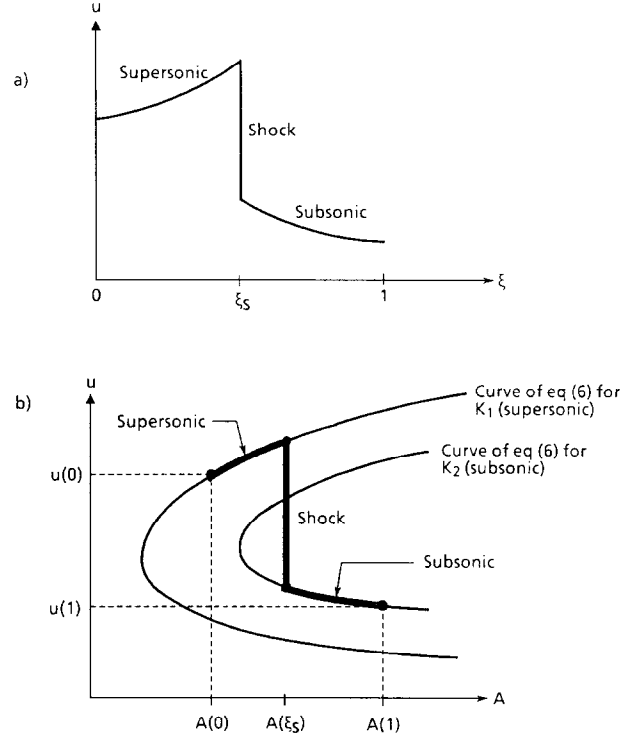 u
a)
Supersonic
Shock
Subsonic
0
ξs
1
ξ
u
b)
Curve of eq (6) for
K1 (supersonic)
Supersonic
Curve of eq (6) for
K2 (subsonic)
u(0)
Shock
Subsonic
u(1)
A
A(0)
A(ξs)
A(1)